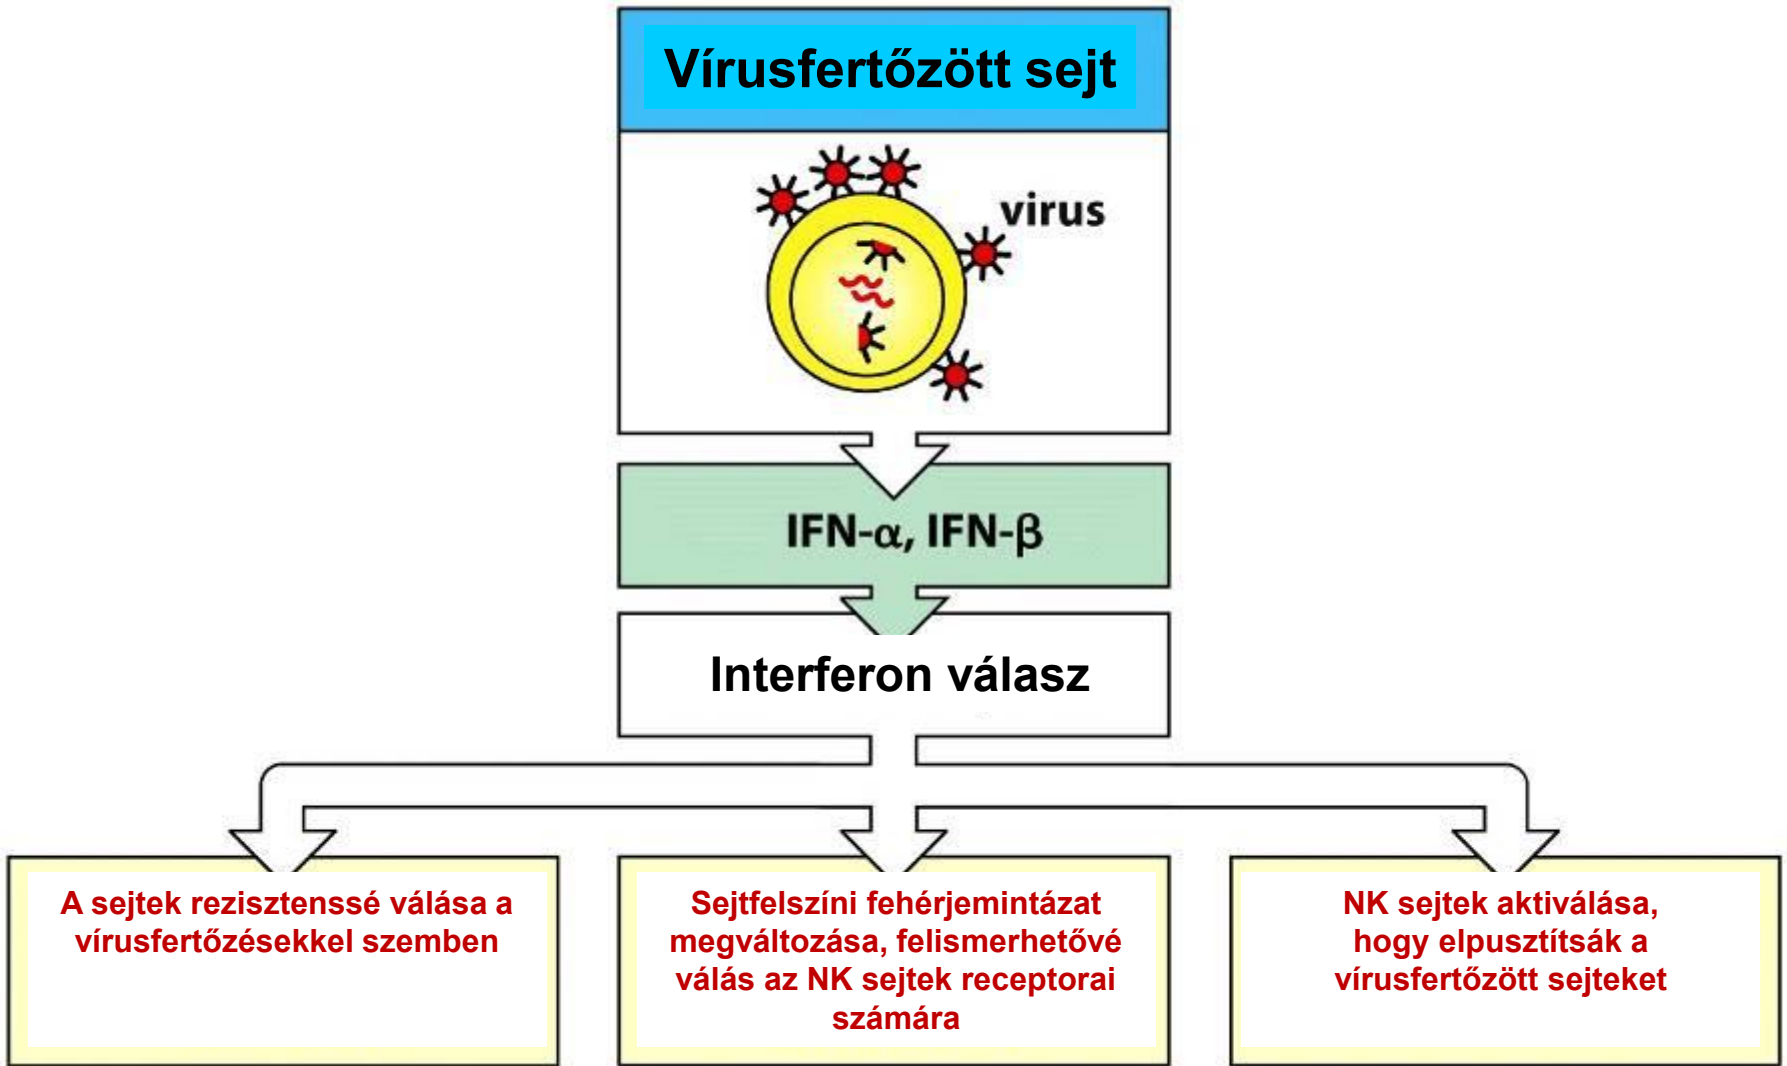 Vírusfertőzött sejt
virus
IFN-α, IFN-β
Interferon válasz
A sejtek rezisztenssé válása a
vírusfertőzésekkel szemben
Sejtfelszíni fehérjemintázat
megváltozása, felismerhetővé
válás az NK sejtek receptorai
számára
NK sejtek aktiválása,
hogy elpusztítsák a
vírusfertőzött sejteket